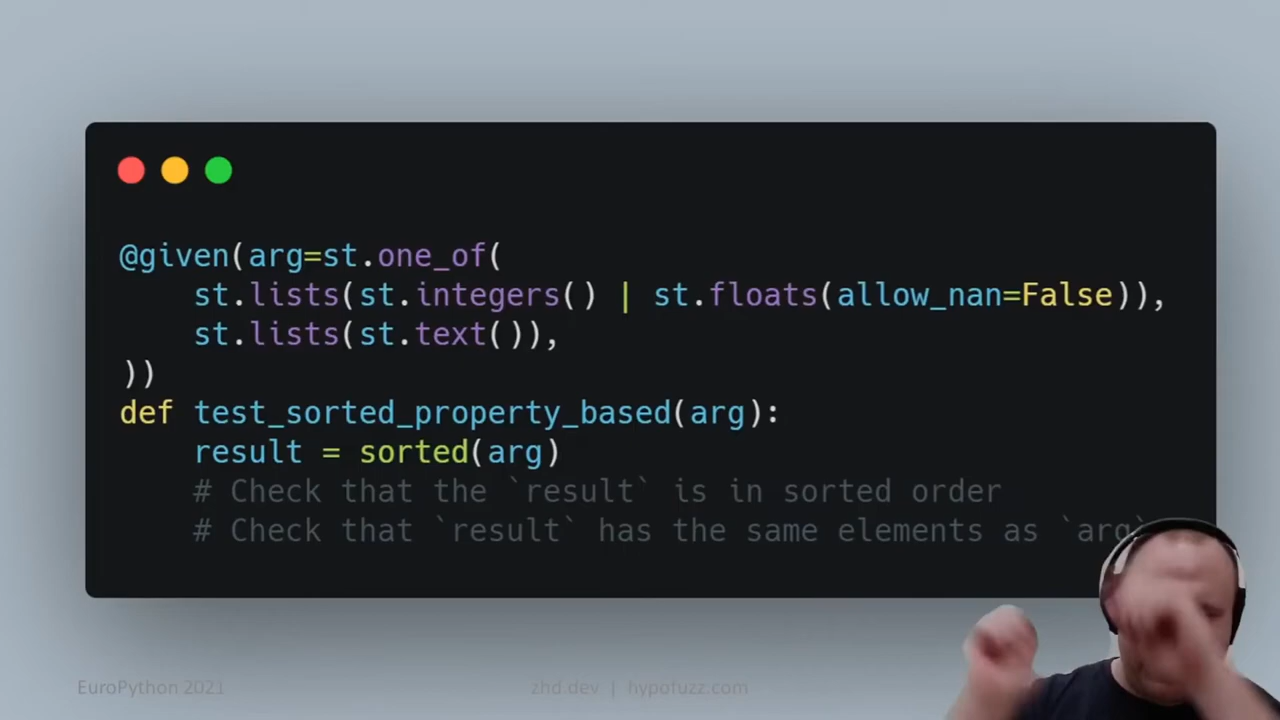 @given(arg=st.one_of(
    st.lists(st.integers() | st.floats(allow_nan=False)),
    st.lists(st.text()),
))
def test_sorted_property_based(arg):
    result = sorted(arg)
    # Check that the `result` is in sorted order
    # Check that `result` has the same elements as `arg`
EuroPython 2021
zhd.dev | hypofuzz.com